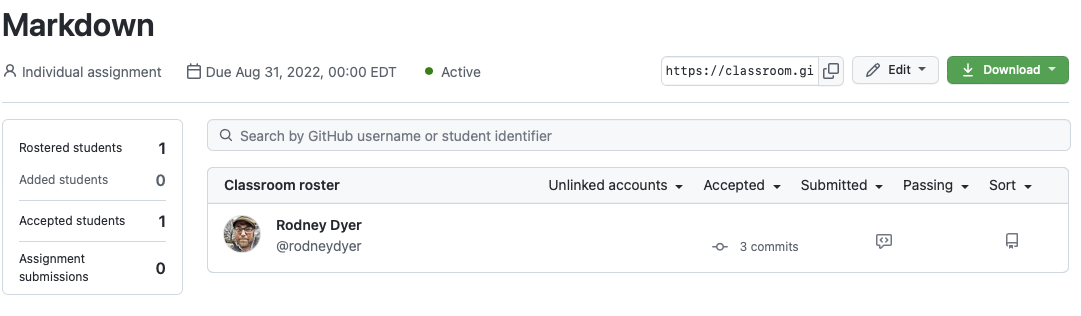 Markdown
Individual assignment Due Aug 31, 2022, 00:00 EDT Active https://classroom.gi Edit Download
Rostered students 1
Added students 0
Accepted students 1
Assignment submissions 0
Search by GitHub username or student identifier
Classroom roster Unlinked accounts Accepted Submitted Passing Sort
Rodney Dyer
@rodneydyer 3 commits